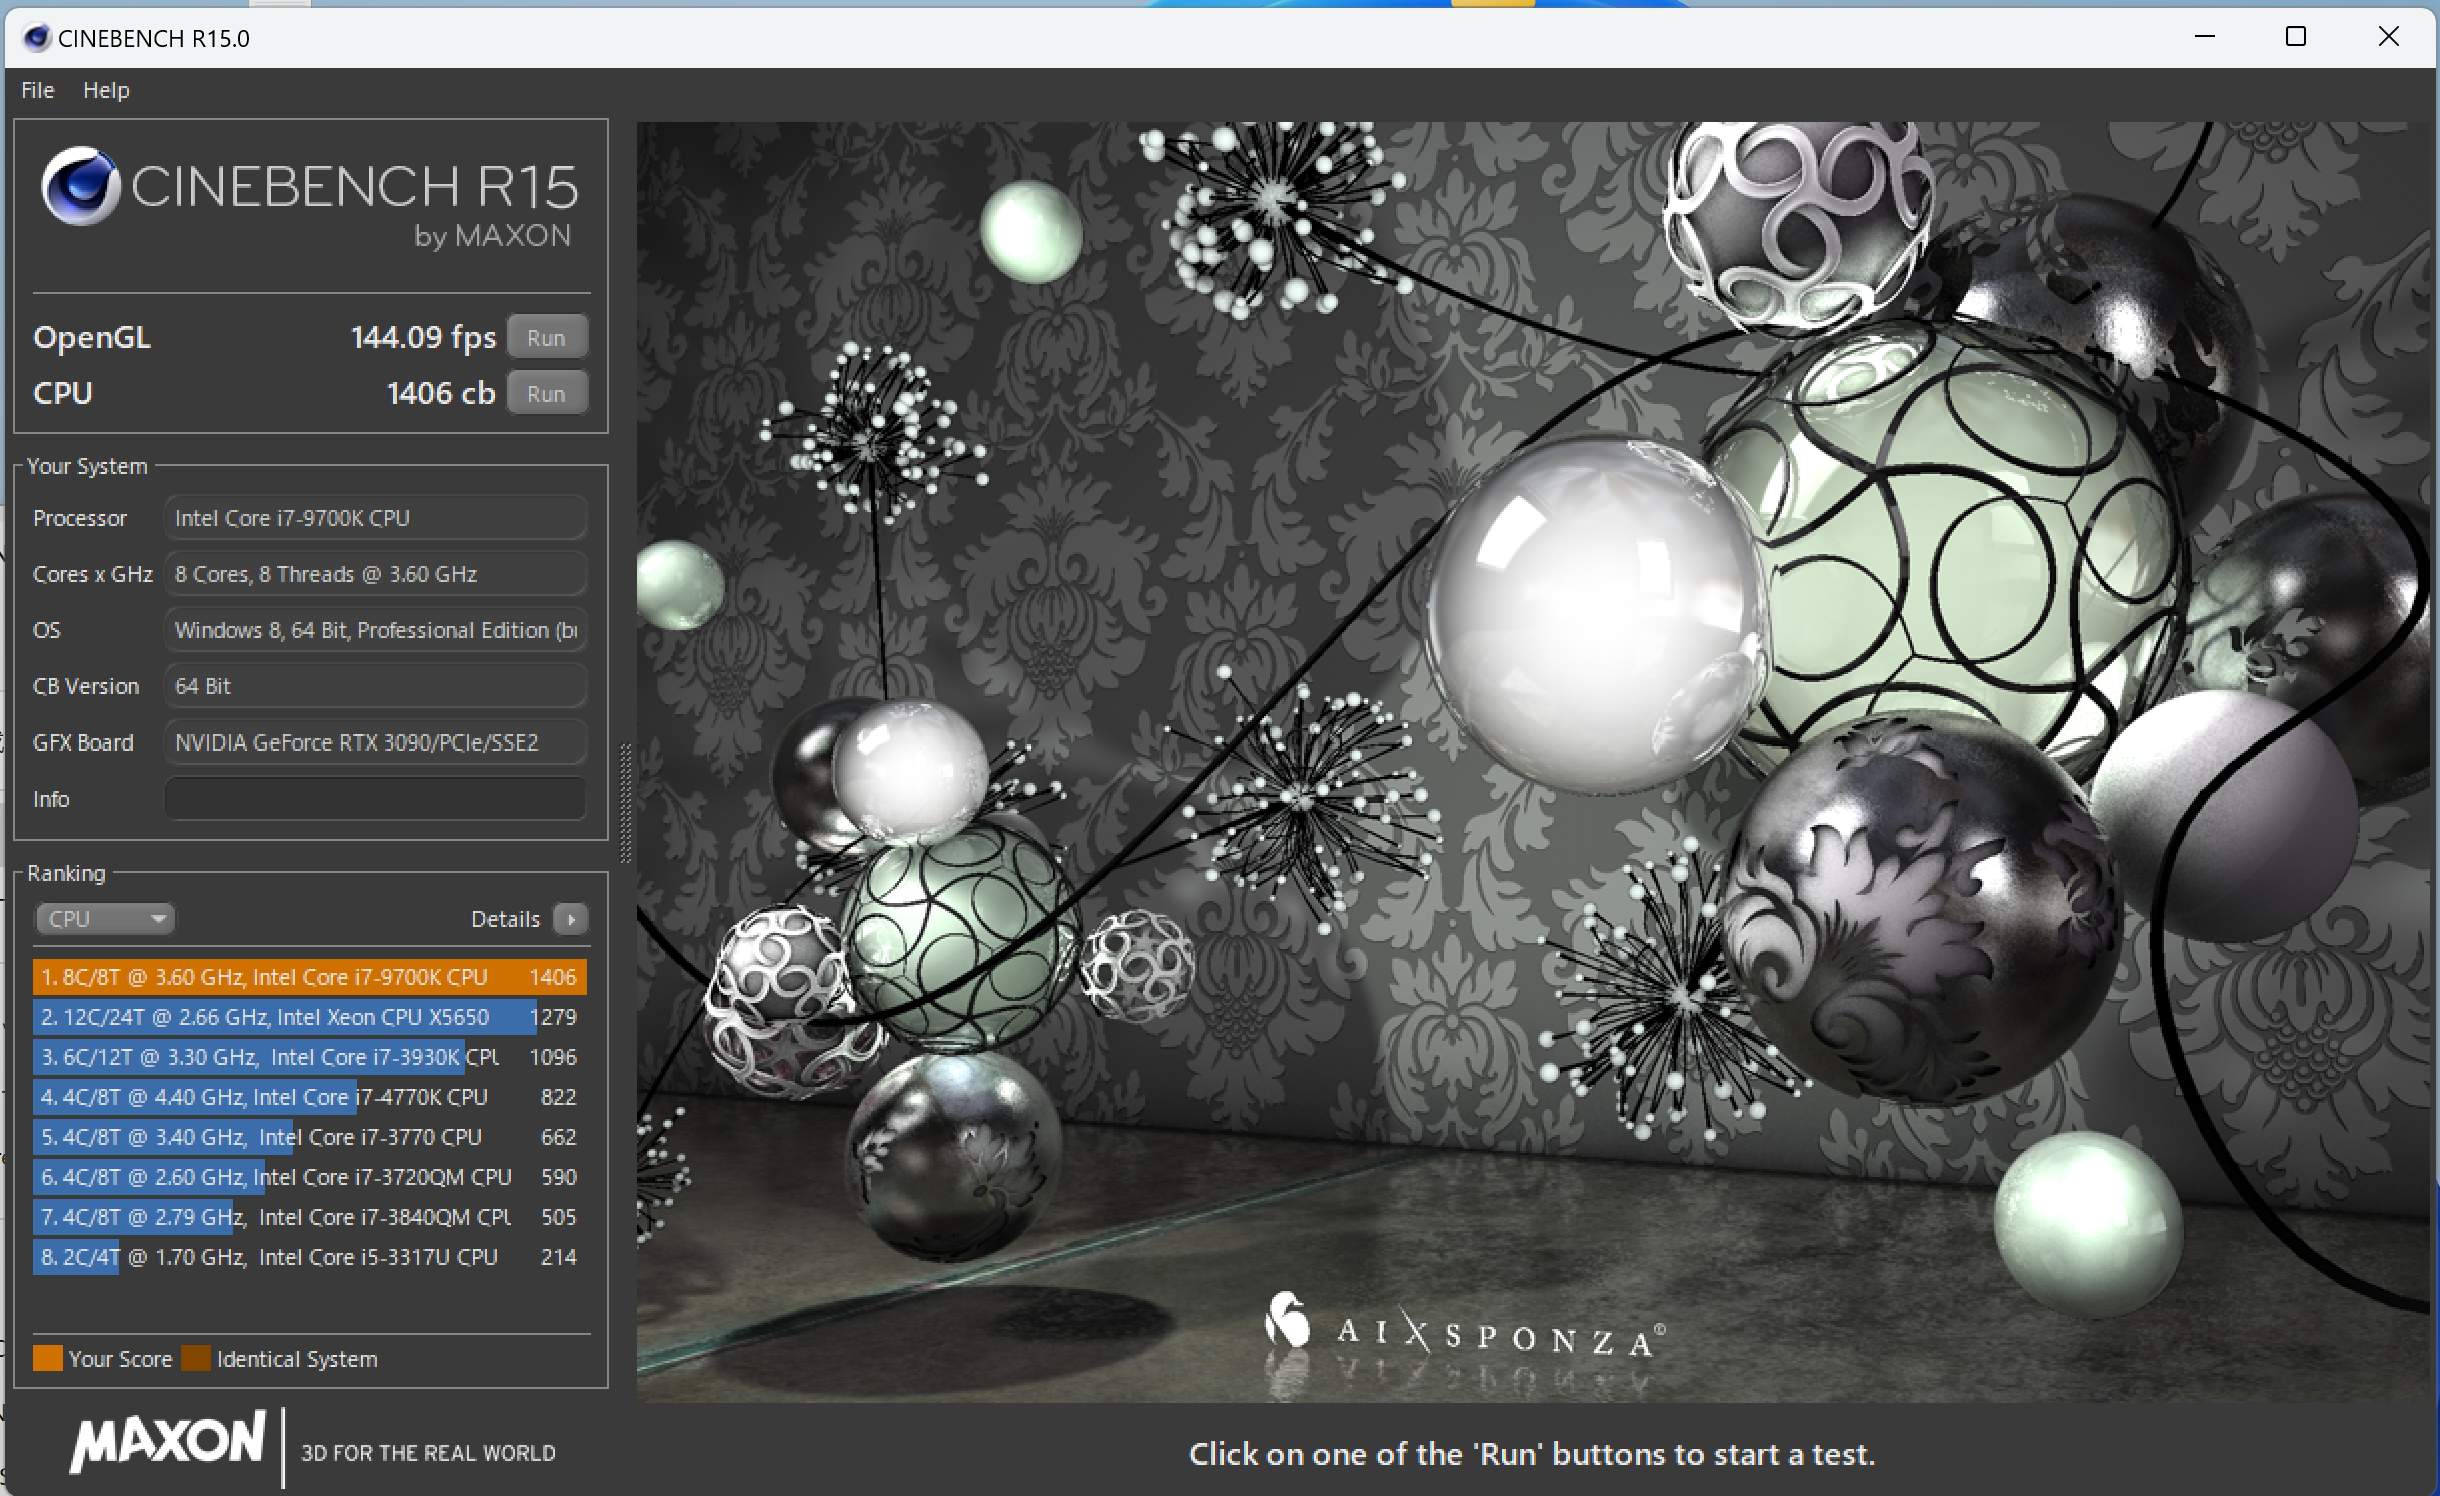 CINEBENCH R15.0
File Help
CINEBENCH R15
by MAXON
OpenGL 144.09 fps Run
CPU 1406 cb Run
Your System
Processor Intel Core i7-9700K CPU
Cores x GHz 8 Cores, 8 Threads @ 3.60 GHz
OS Windows 8, 64 Bit, Professional Edition (bu
CB Version 64 Bit
GFX Board NVIDIA GeForce RTX 3090/PCIe/SSE2
Info
Ranking
CPU Details
1. 8C/8T @ 3.60 GHz, Intel Core i7-9700K CPU 1406
2. 12C/24T @ 2.66 GHz, Intel Xeon CPU X5650 1279
3. 6C/12T @ 3.30 GHz, Intel Core i7-3930K CPU 1096
4. 4C/8T @ 4.40 GHz, Intel Core i7-4770K CPU 822
5. 4C/8T @ 3.40 GHz, Intel Core i7-3770 CPU 662
6. 4C/8T @ 2.60 GHz, Intel Core i7-3720QM CPU 590
7. 4C/8T @ 2.79 GHz, Intel Core i7-3840QM CPU 505
8. 2C/4T @ 1.70 GHz, Intel Core i5-3317U CPU 214
Your Score Identical System
MAXON 3D FOR THE REAL WORLD
AIXSPONZA©
Click on one of the 'Run' buttons to start a test.